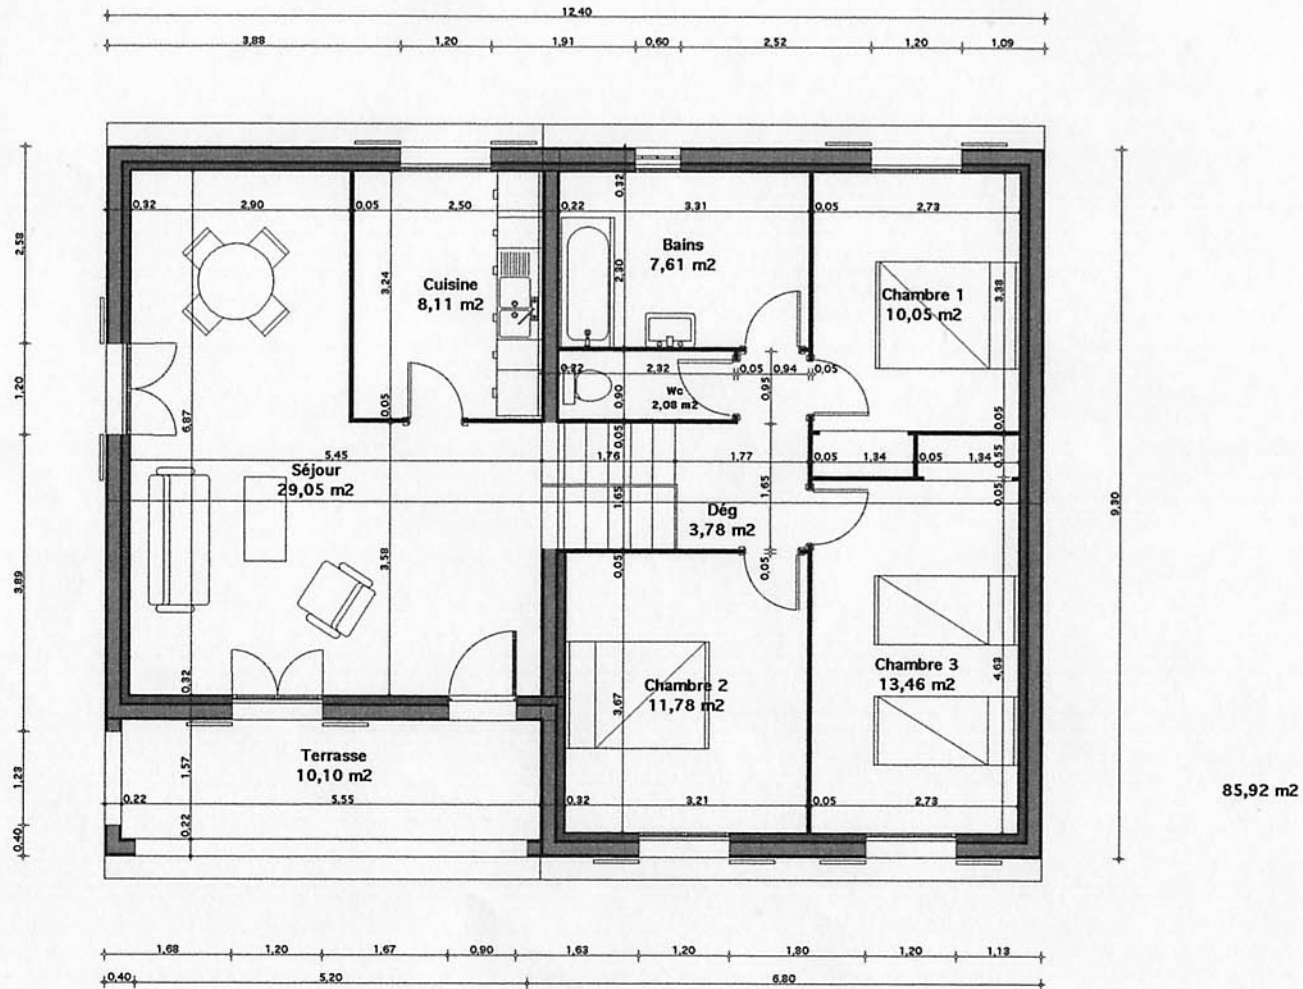 12,40
3,88 1,20 1,91 0,60 2,52 1,20 1,09
0,32 2,90 0,05 2,50 0,22 3,31 0,05 2,73
0,32
2,58
Bains
7,61 m2
Cuisine
8,11 m2
3,24
2,30
Chambre 1
10,05 m2
3,38
1,20
0,22 2,32 0,05 0,94 0,05
Wc
2,08 m2
0,90
0,95
6,87
0,05
0,05
0,05
5,45
Séjour
29,05 m2
1,76 1,77 0,05 1,34 0,05 1,34
0,55
0,05
1,65
1,65
Dég
3,78 m2
9,80
3,89
3,38
0,05
0,05
Chambre 2
11,78 m2
3,67
Chambre 3
13,46 m2
4,69
0,32
Terrasse
10,10 m2
1,57
1,23
85,92 m2
0,22 5,55 0,32 3,21 0,05 2,73
0,22
0,40
1,68 1,20 1,67 0,90 1,63 1,20 1,80 1,20 1,13
0,40 5,20 6,80